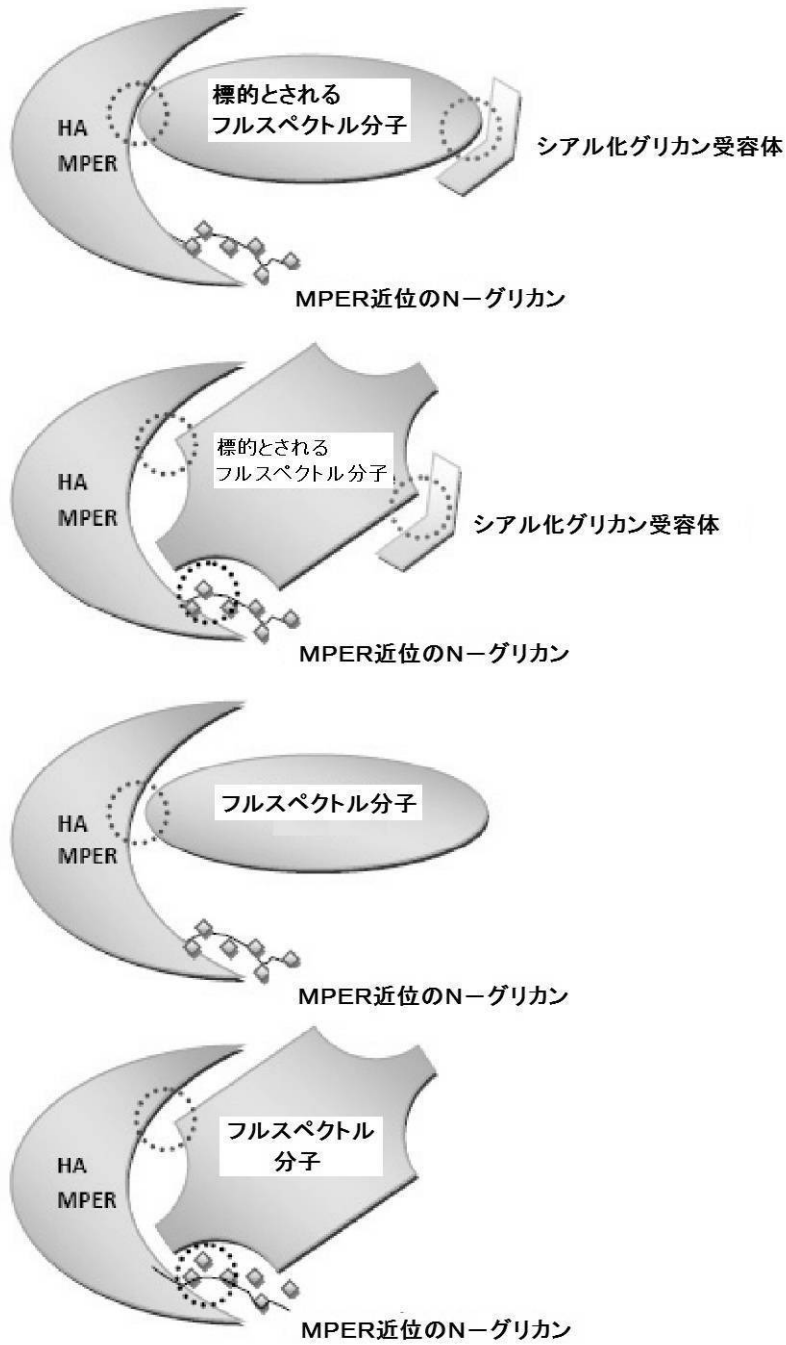 標的とされる
フルスペクトル分子
HA
MPER
シアル化グリカン受容体
MPER近位のN－グリカン
標的とされる
フルスペクトル分子
HA
MPER
シアル化グリカン受容体
MPER近位のN－グリカン
フルスペクトル分子
HA
MPER
MPER近位のN－グリカン
フルスペクトル
分子
HA
MPER
MPER近位のN－グリカン